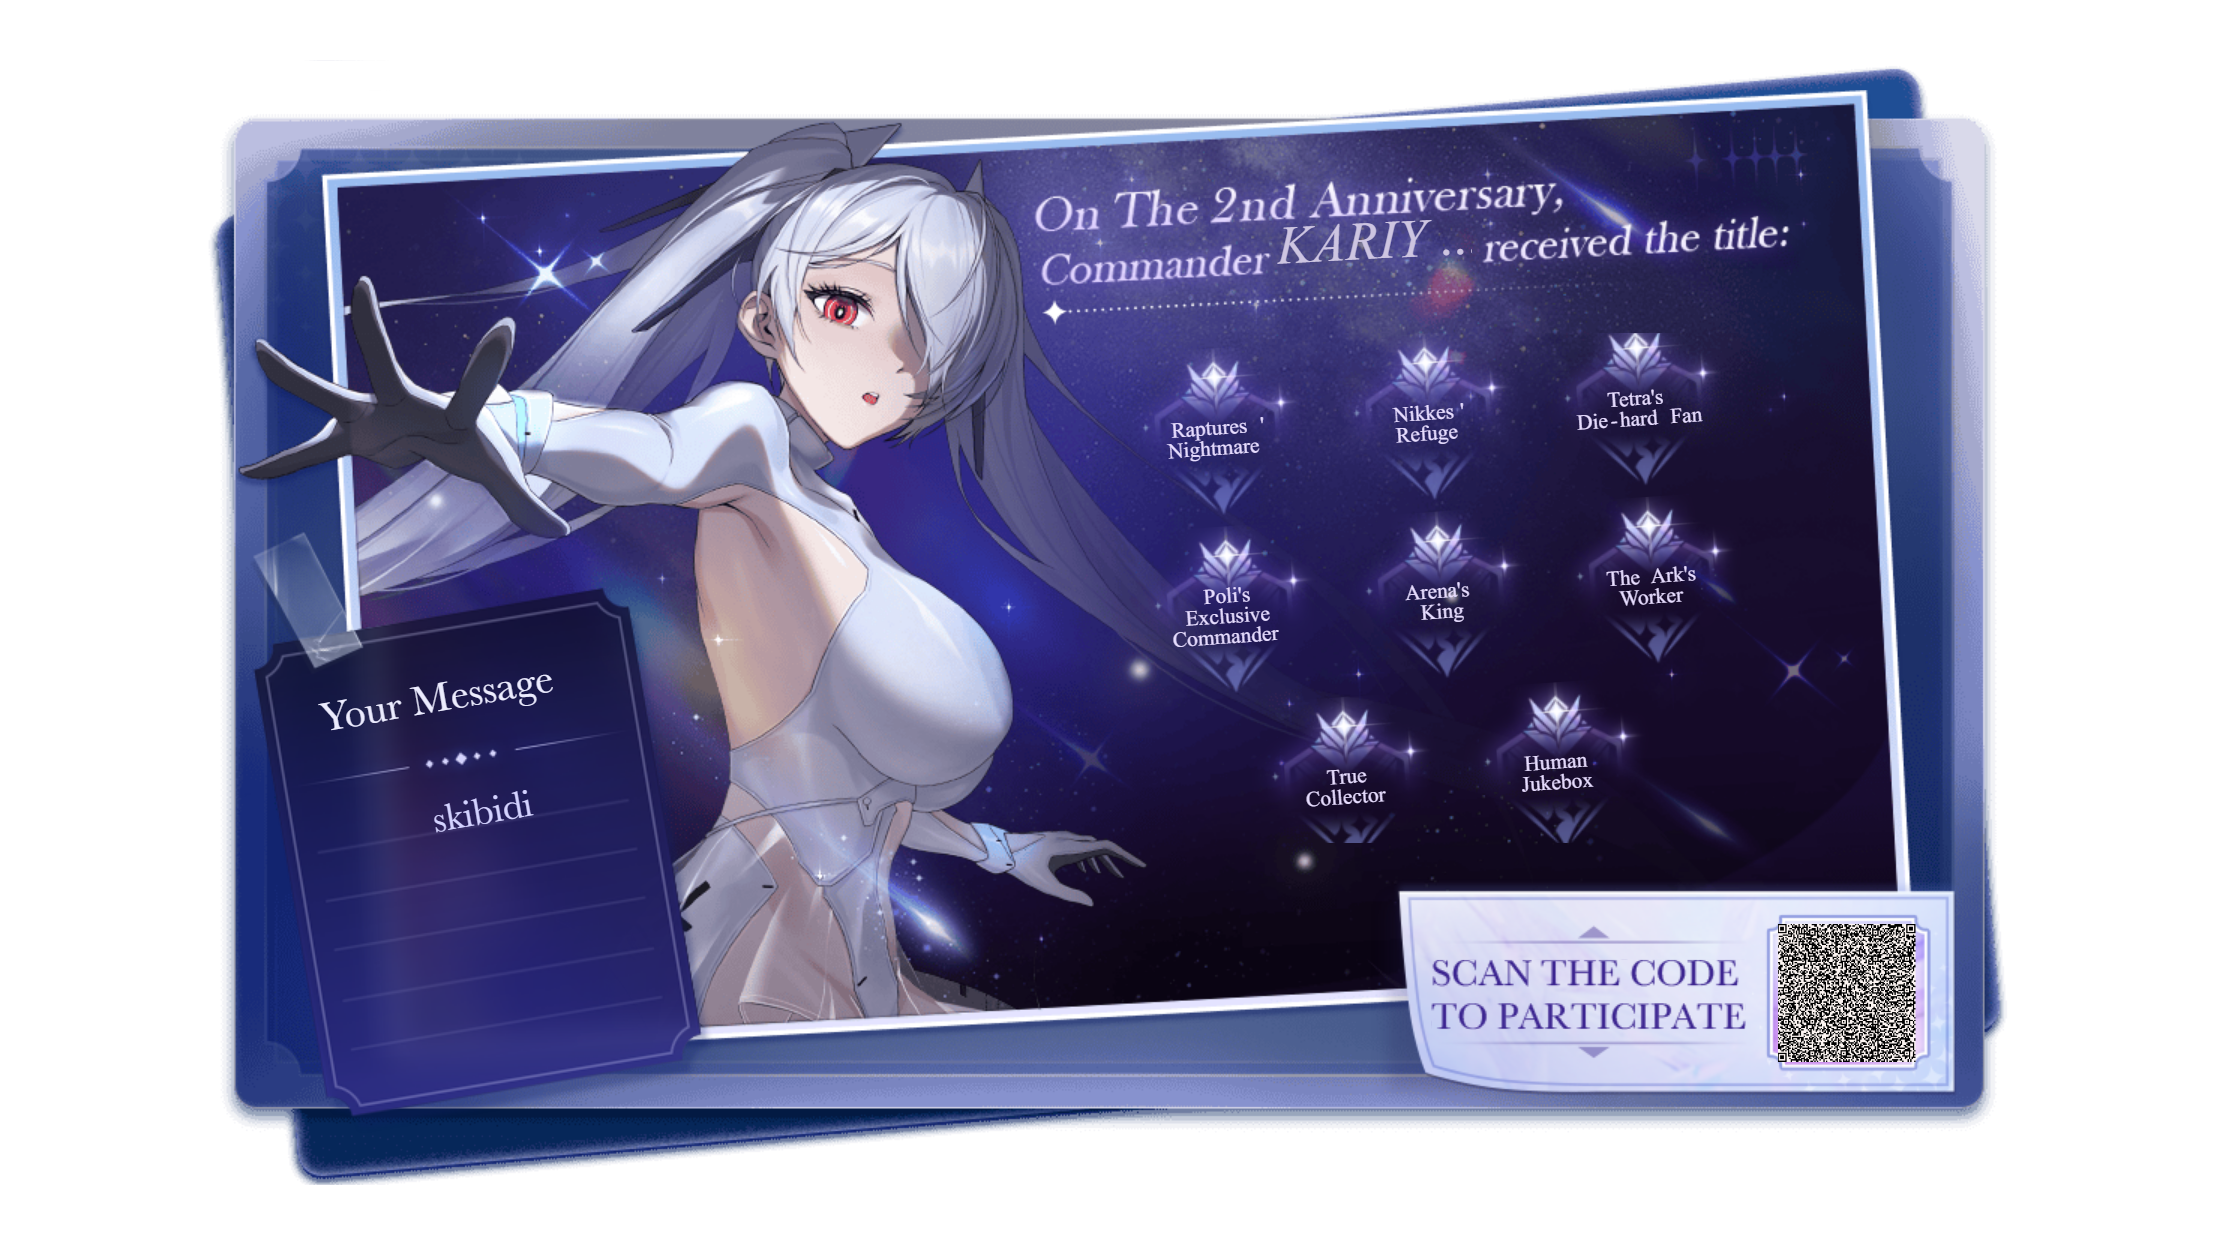 On The 2nd Anniversary,
Commander KARIY .. received the title:
Raptures '
Nightmare
Nikkes '
Refuge
Tetra's
Die-hard Fan
Poli's
Exclusive
Commander
Arena's
King
The Ark's
Worker
True
Collector
Human
Jukebox
Your Message
skibidi
SCAN THE CODE
TO PARTICIPATE